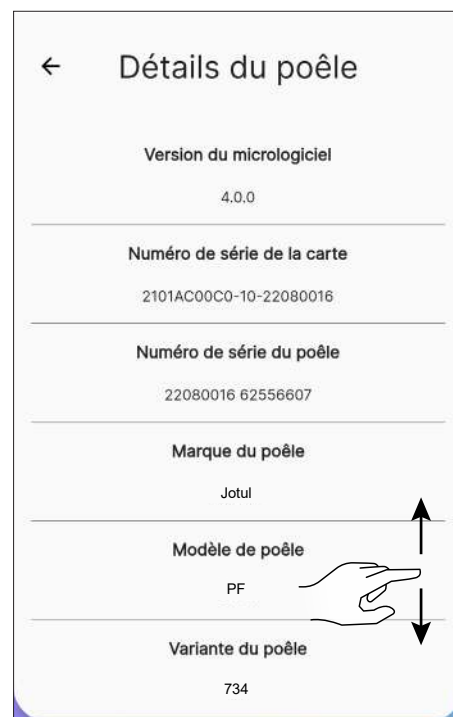 Détails du poêle
Version du micrologiciel
4.0.0
Numéro de série de la carte
2101AC00C0-10-22080016
Numéro de série du poêle
22080016 62556607
Marque du poêle
Jotul
Modèle de poêle
PF
Variante du poêle
734